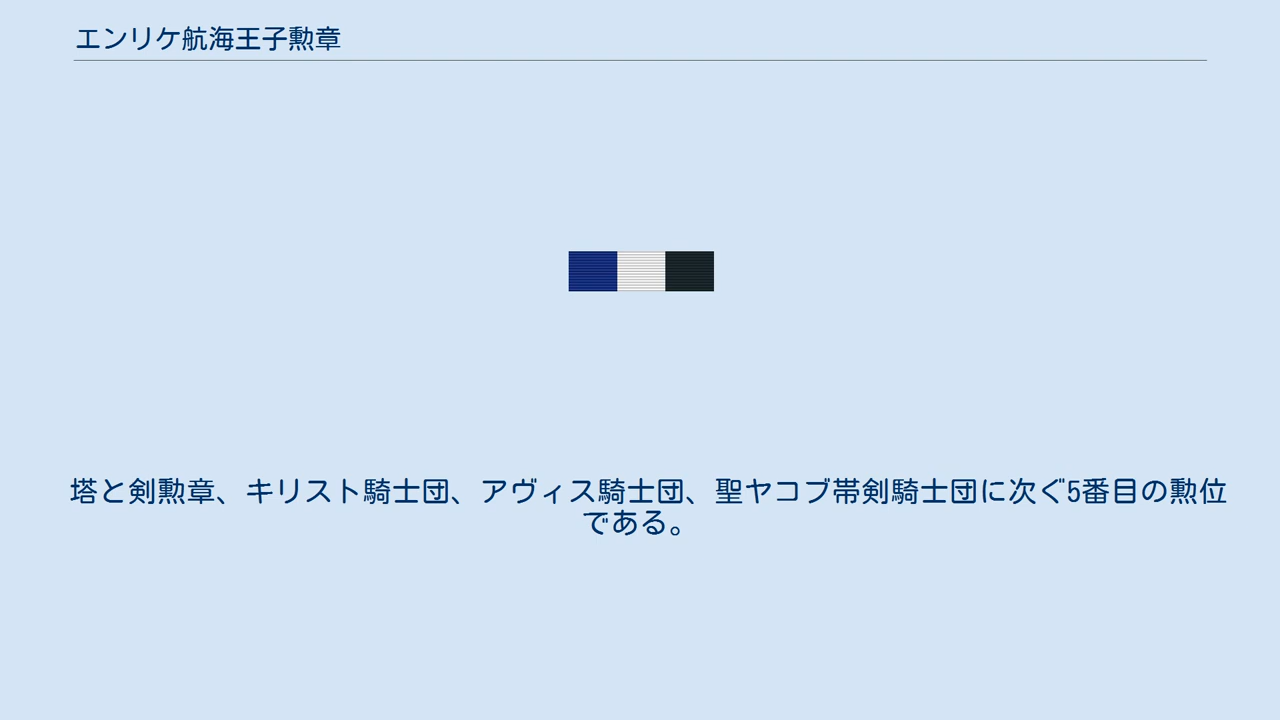 エンリケ航海王子勲章
塔と剣勲章、キリスト騎士団、アヴィス騎士団、聖ヤコブ帯剣騎士団に次ぐ5番目の勲位
である。